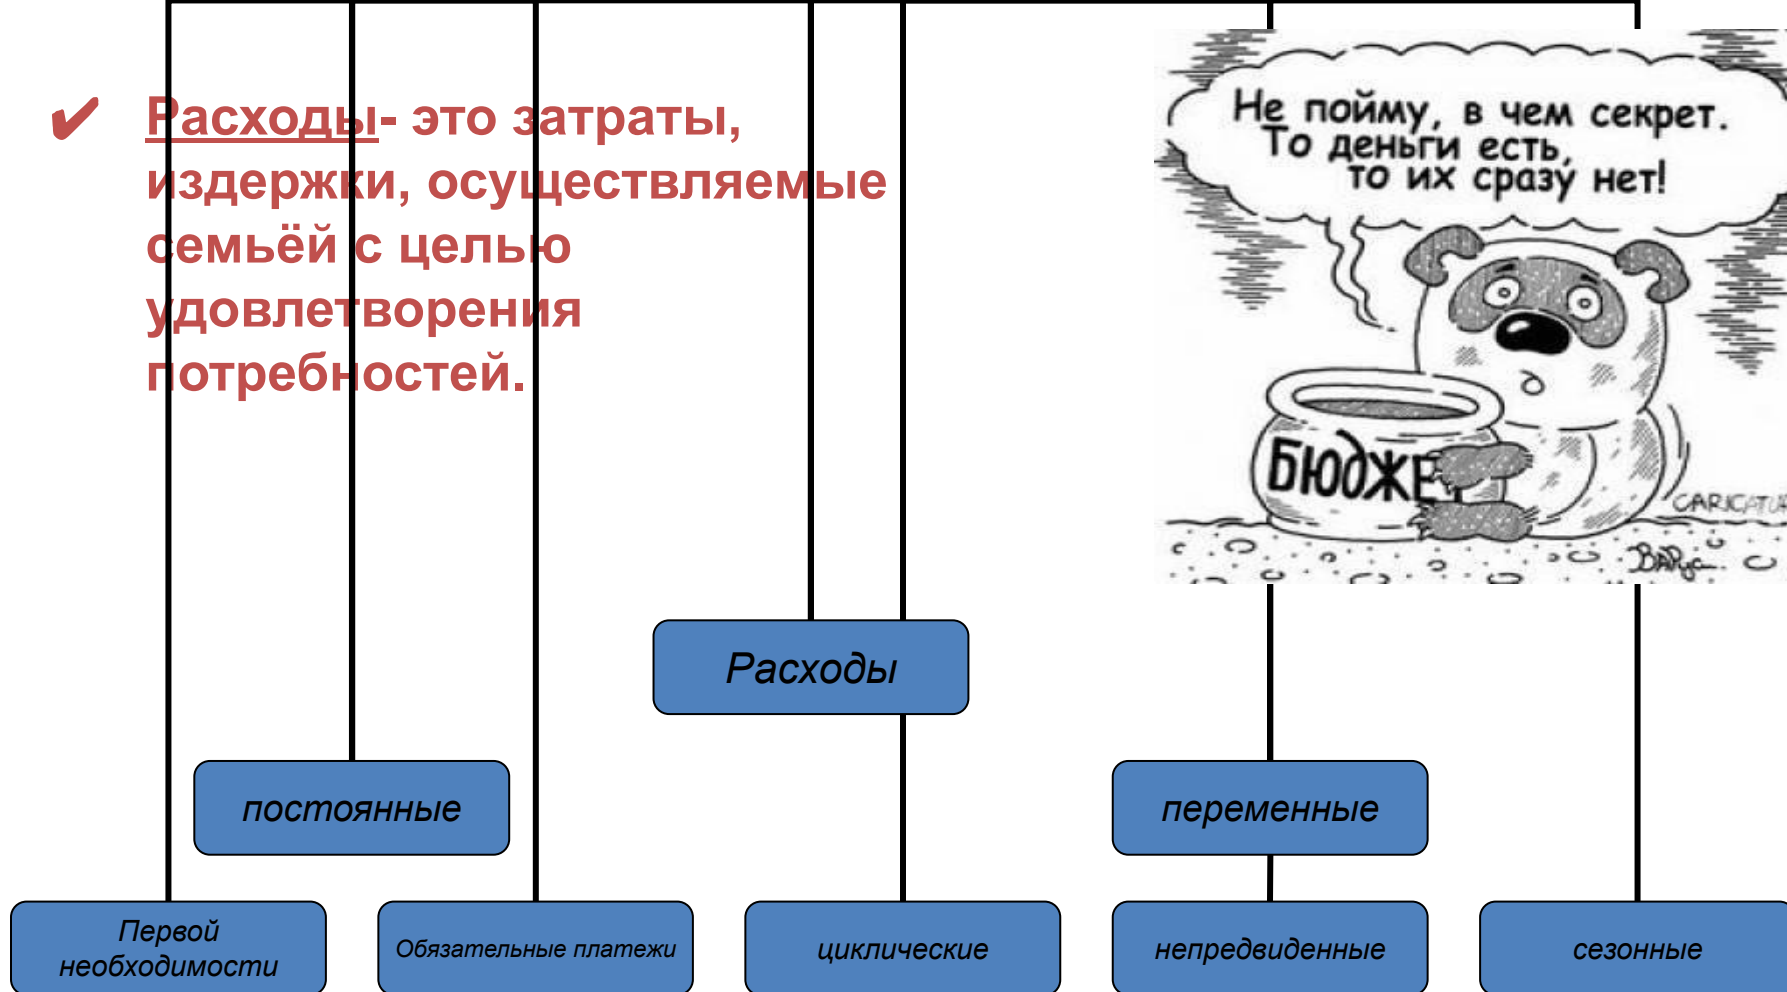 ✔ Расходы- это затраты,
издержки, осуществляемые
семьёй с целью
удовлетворения
потребностей.
Не пойму, в чем секрет.
То деньги есть,
то их сразу нет!
БЮДЖЕТ
CARICATUR
Расходы
постоянные
переменные
Первой
необходимости
Обязательные платежи
циклические
непредвиденные
сезонные